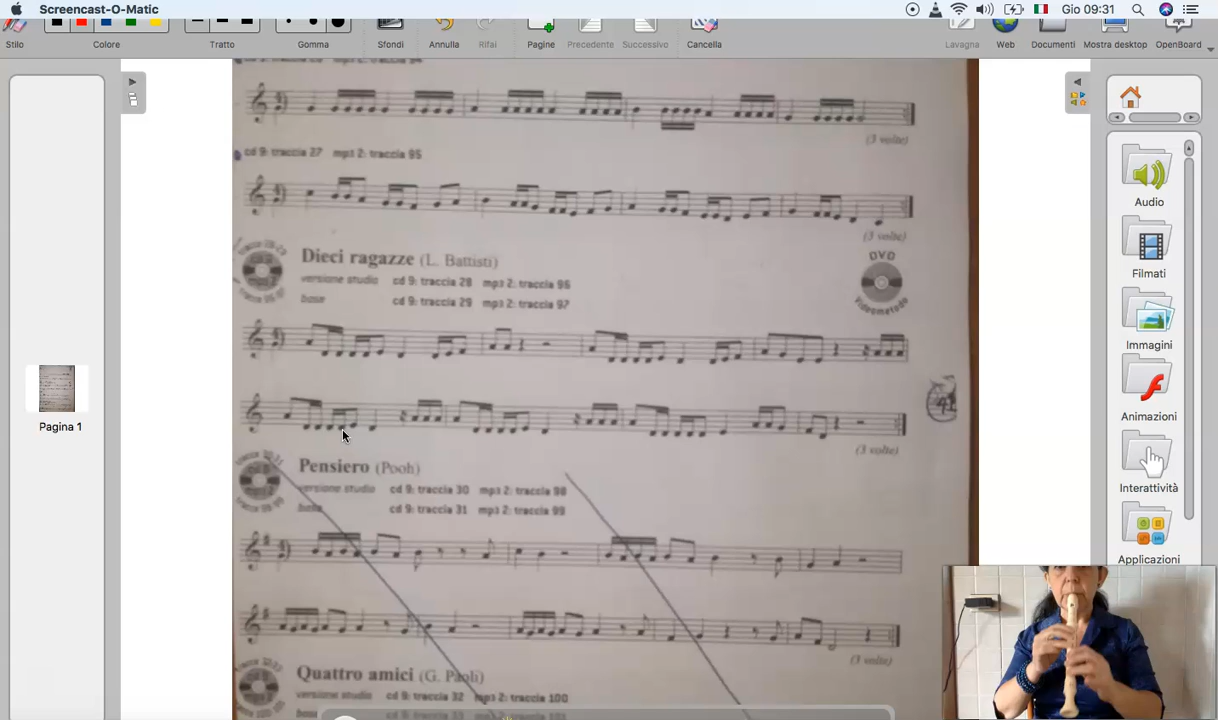 Screencast-O-Matic
Gio 09:31
Stilo
Colore
Tratto
Gomma
Sfondi
Annulla
Rifai
Pagine
Precedente
Successivo
Cancella
Lavagna
Web
Documenti
Mostra desktop
OpenBoard
(3 volte)
cd 9: traccia 27 mp3 2: traccia 95
(3 volte)
Dieci ragazze (L. Battisti)
versione studio cd 9: traccia 28 mp3 2: traccia 96
base cd 9: traccia 29 mp3 2: traccia 97
DVD
Videometodo
(3 volte)
Pensiero (Pooh)
versione studio cd 9: traccia 30 mp3 2: traccia 98
base cd 9: traccia 31 mp3 2: traccia 99
(3 volte)
Quattro amici (G. Paoli)
versione studio cd 9: traccia 32 mp3 2: traccia 100
Pagina 1
Audio
Filmati
Immagini
Animazioni
Interattività
Applicazioni